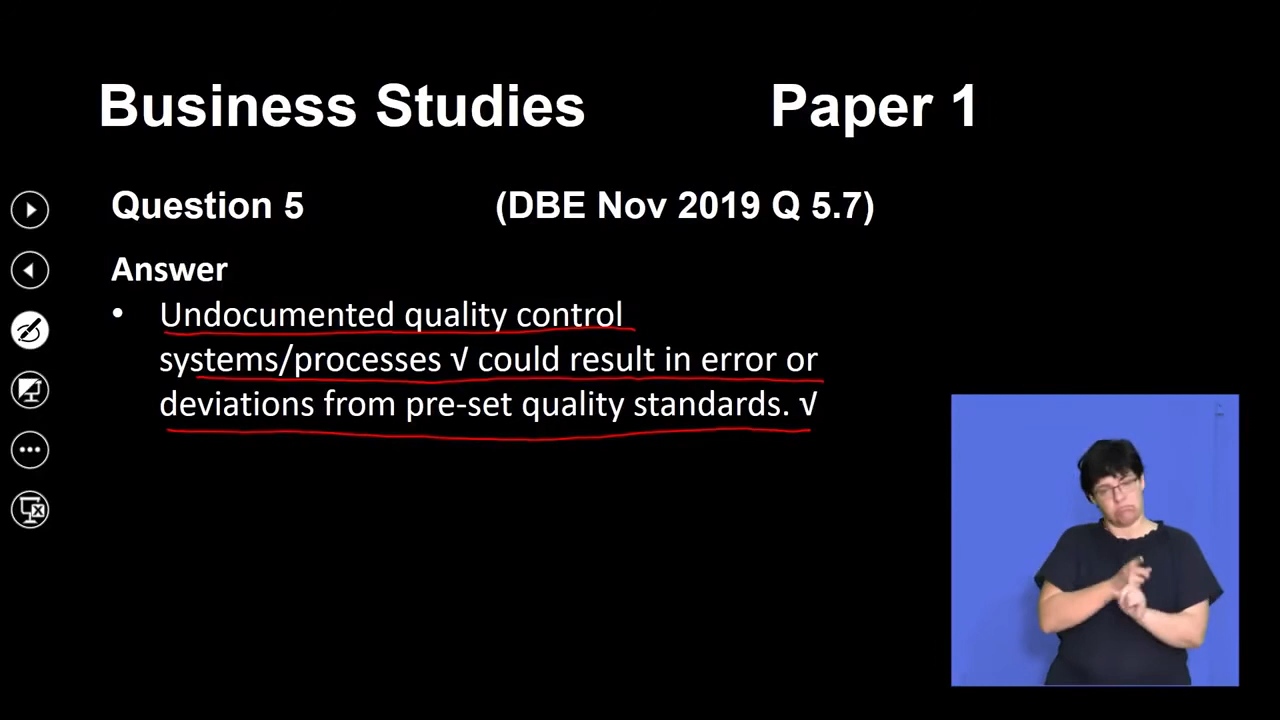 Business Studies Paper 1
Question 5 (DBE Nov 2019 Q 5.7)
Answer
• Undocumented quality control
systems/processes √ could result in error or
deviations from pre-set quality standards. √